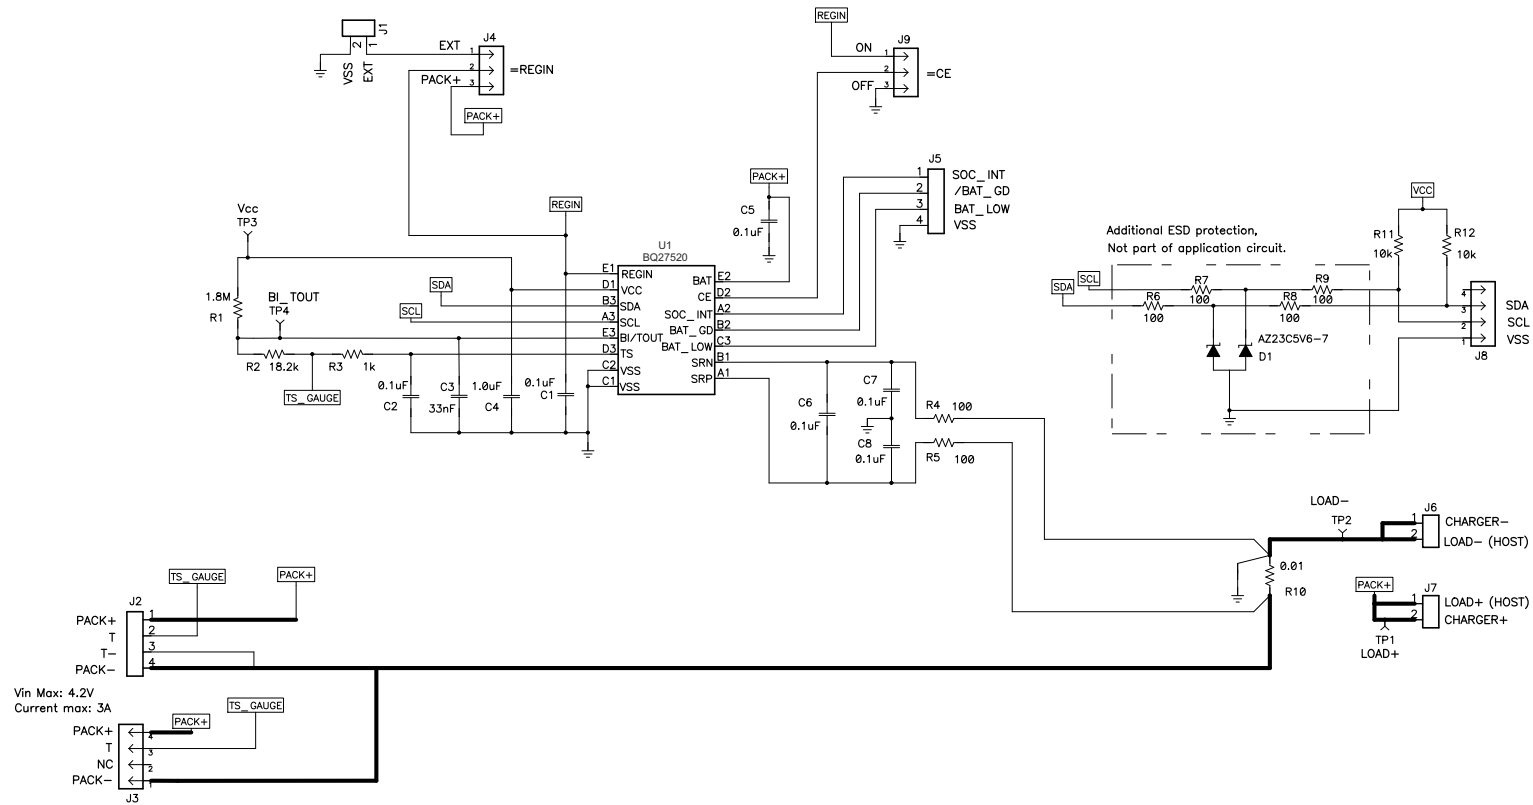 J1
2
1
VSS
EXT
J4
EXT
1
2
PACK+
3
=REGIN
PACK+
REGIN
J9
ON
1
2
OFF
3
=CE
J5
1
SOC_INT
2
/BAT_GD
3
BAT_LOW
4
VSS
PACK+
C5
0.1uF
REGIN
Vcc
TP3
VCC
Additional ESD protection,
Not part of application circuit.
R11
10k
R12
10k
U1
BQ27520
E1
REGIN
D1
VCC
B3
SDA
A3
SCL
E3
BI/TOUT
D3
TS
C2
VSS
C1
VSS
BAT
E2
CE
D2
SOC_INT
A2
BAT_GD
B2
BAT_LOW
C3
SRN
B1
SRP
A1
SDA
SCL
1.8M
R1
BI_TOUT
TP4
R2
18.2k
R3
1k
TS_GAUGE
0.1uF
C2
C3
33nF
1.0uF
C4
0.1uF
C1
C6
0.1uF
C7
0.1uF
C8
0.1uF
R4
100
R5
100
SDA
SCL
R7
100
R9
100
R6
100
R8
100
AZ23C5V6-7
D1
4
3
SDA
2
SCL
1
VSS
J8
LOAD-
TP2
J6
1
CHARGER-
2
LOAD- (HOST)
0.01
R10
PACK+
J7
1
LOAD+ (HOST)
2
CHARGER+
TP1
LOAD+
TS_GAUGE
PACK+
J2
PACK+
1
T
2
T-
3
PACK-
4
Vin Max: 4.2V
Current max: 3A
TS_GAUGE
PACK+
PACK+
4
T
3
NC
2
PACK-
1
J3